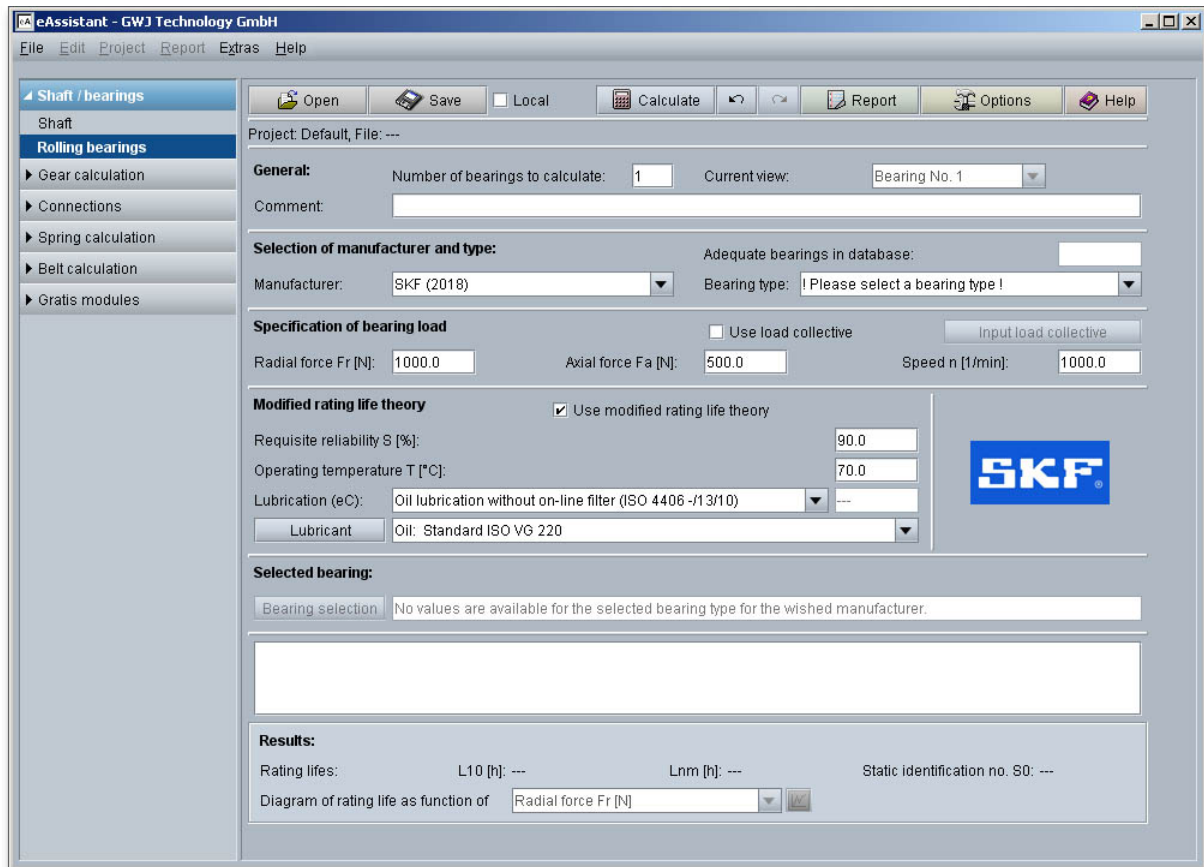 eA eAssistant - GWJ Technology GmbH
File Edit Project Report Extras Help
Shaft / bearings
Shaft
Rolling bearings
Gear calculation
Connections
Spring calculation
Belt calculation
Gratis modules
Open Save Local Calculate Report Options Help
Project: Default, File: ---
General: Number of bearings to calculate: 1 Current view: Bearing No. 1
Comment:
Selection of manufacturer and type: Adequate bearings in database:
Manufacturer: SKF (2018) Bearing type: ! Please select a bearing type !
Specification of bearing load Use load collective Input load collective
Radial force Fr [N]: 1000.0 Axial force Fa [N]: 500.0 Speed n [1/min]: 1000.0
Modified rating life theory Use modified rating life theory
Requisite reliability S [%]: 90.0
Operating temperature T [°C]: 70.0
Lubrication (eC): Oil lubrication without on-line filter (ISO 4406 -/13/10) ---
Lubricant Oil: Standard ISO VG 220
SKF®
Selected bearing:
Bearing selection No values are available for the selected bearing type for the wished manufacturer.
Results:
Rating lifes: L10 [h]: --- Lnm [h]: --- Static identification no. S0: ---
Diagram of rating life as function of Radial force Fr [N]